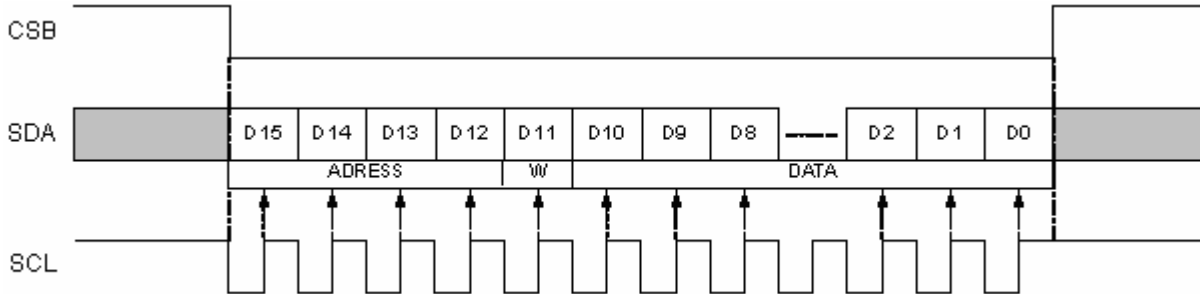 CSB
SDA D15 D14 D13 D12 D11 D10 D9 D8 D2 D1 D0
ADRESS W DATA
SCL